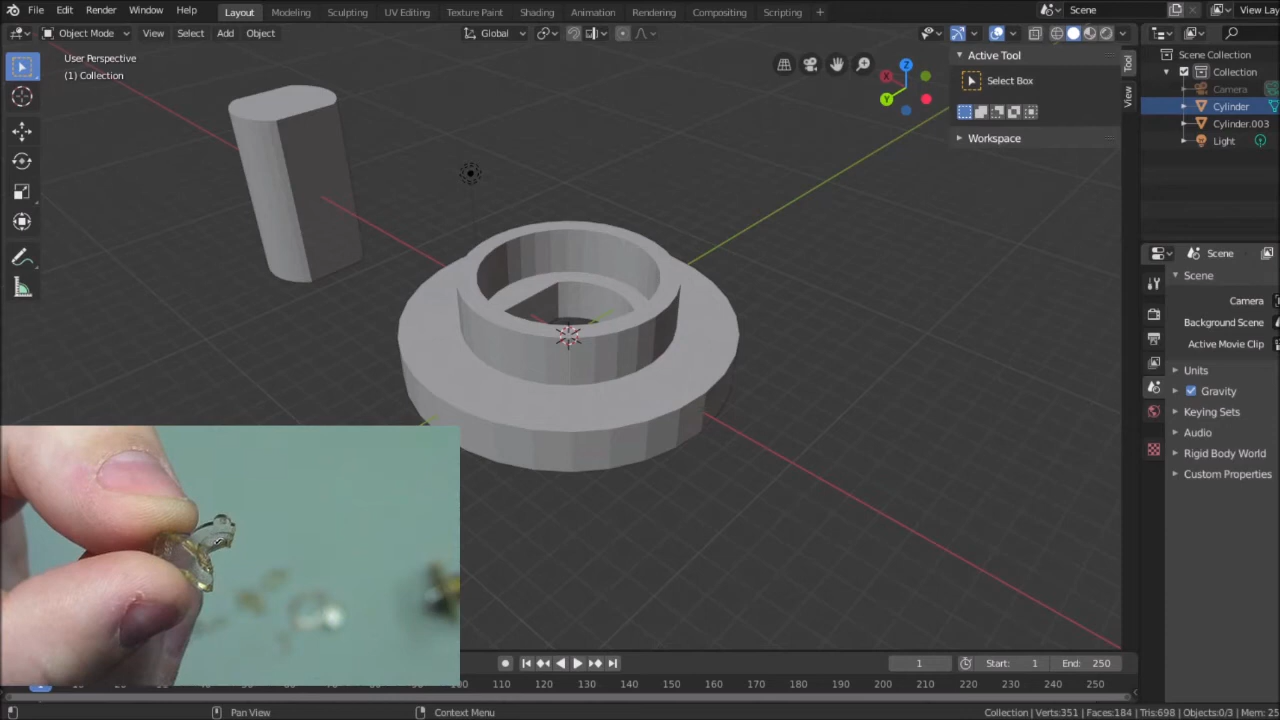 File Edit Render Window Help Layout Modeling Sculpting UV Editing Texture Paint Shading Animation Rendering Compositing Scripting + Scene View Lay
Object Mode View Select Add Object Global
User Perspective
(1) Collection
X
Y
Z
Active Tool
Select Box
Workspace
Tool
View
Scene Collection
Collection
Camera
Cylinder
Cylinder.003
Light
Scene
Scene
Camera
Background Scene
Active Movie Clip
Units
Gravity
Keying Sets
Audio
Rigid Body World
Custom Properties
1 Start: 1 End: 250
110 120 130 140 150 160 170 180 190 200 210 220 230 240 250
Pan View Context Menu Collection | Verts:351 | Faces:184 | Tris:698 | Objects:0/3 | Mem: 25